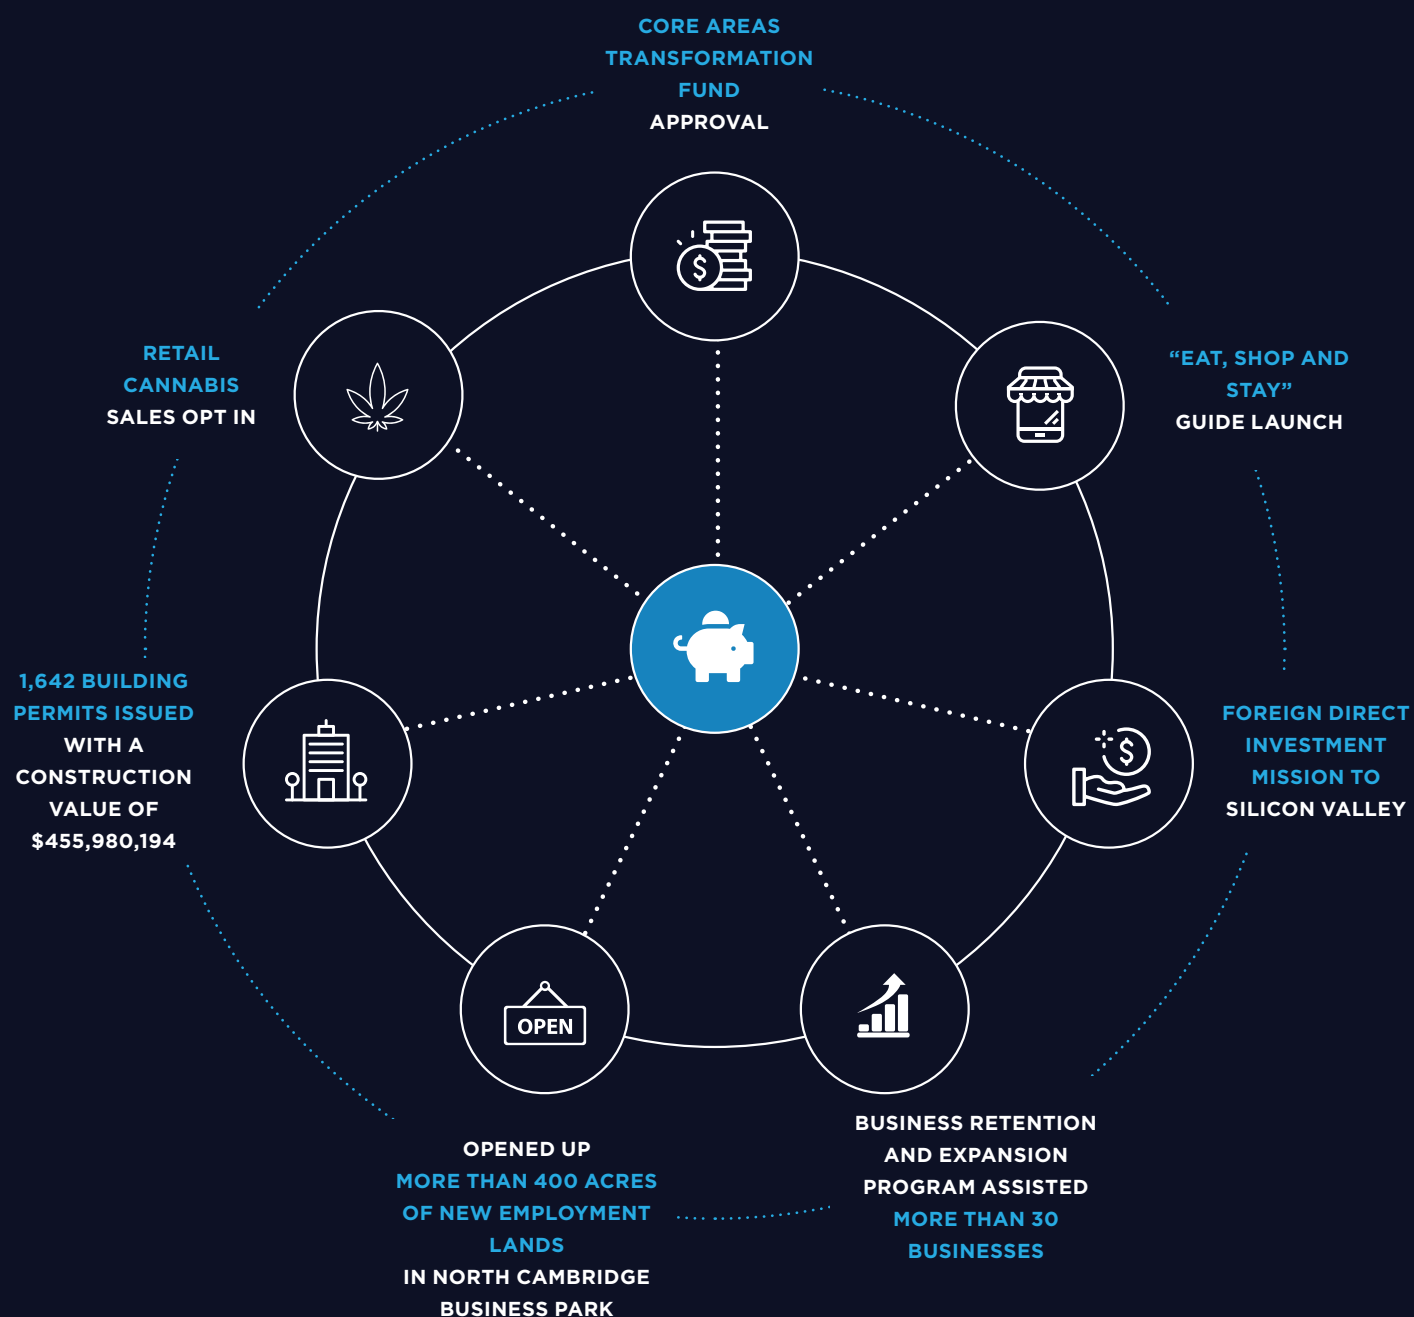 CORE AREAS
TRANSFORMATION
FUND
APPROVAL
“EAT, SHOP AND
STAY”
GUIDE LAUNCH
FOREIGN DIRECT
INVESTMENT
MISSION TO
SILICON VALLEY
BUSINESS RETENTION
AND EXPANSION
PROGRAM ASSISTED
MORE THAN 30
BUSINESSES
OPEN
OPENED UP
MORE THAN 400 ACRES
OF NEW EMPLOYMENT
LANDS
IN NORTH CAMBRIDGE
BUSINESS PARK
1,642 BUILDING
PERMITS ISSUED
WITH A
CONSTRUCTION
VALUE OF
$455,980,194
RETAIL
CANNABIS
SALES OPT IN